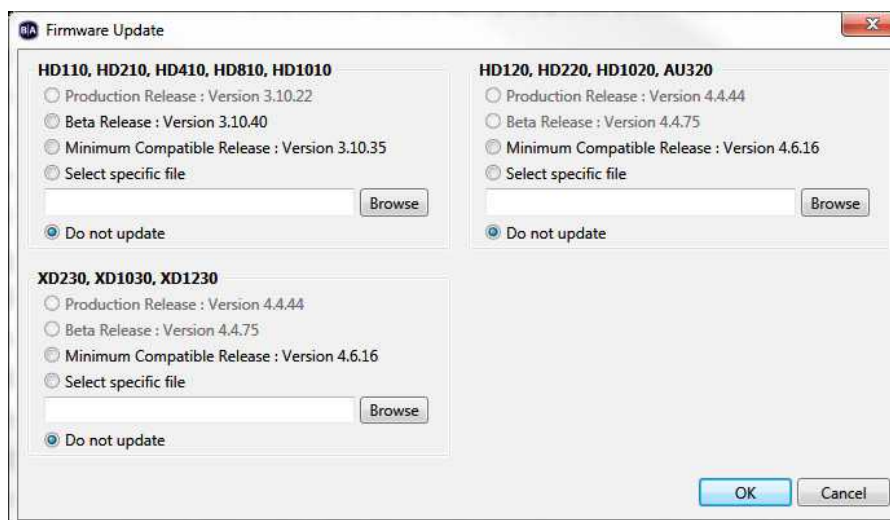 B|A Firmware Update
HD110, HD210, HD410, HD810, HD1010
Production Release : Version 3.10.22
Beta Release : Version 3.10.40
Minimum Compatible Release : Version 3.10.35
Select specific file
Browse
Do not update
HD120, HD220, HD1020, AU320
Production Release : Version 4.4.44
Beta Release : Version 4.4.75
Minimum Compatible Release : Version 4.6.16
Select specific file
Browse
Do not update
XD230, XD1030, XD1230
Production Release : Version 4.4.44
Beta Release : Version 4.4.75
Minimum Compatible Release : Version 4.6.16
Select specific file
Browse
Do not update
OK
Cancel